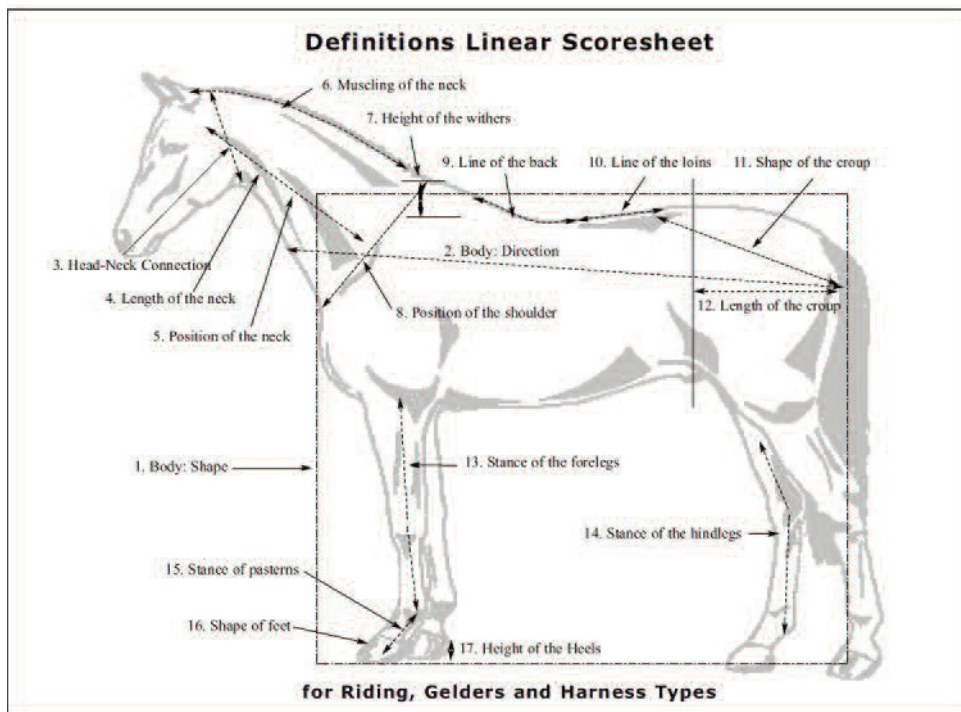 Definitions Linear Scoresheet
6. Muscling of the neck
7. Height of the withers
9. Line of the back
10. Line of the loins
11. Shape of the croup
2. Body: Direction
3. Head-Neck Connection
4. Length of the neck
12. Length of the croup
8. Position of the shoulder
5. Position of the neck
1. Body: Shape
13. Stance of the forelegs
14. Stance of the hindlegs
15. Stance of pasterns
16. Shape of feet
17. Height of the Heels
for Riding, Gelders and Harness Types